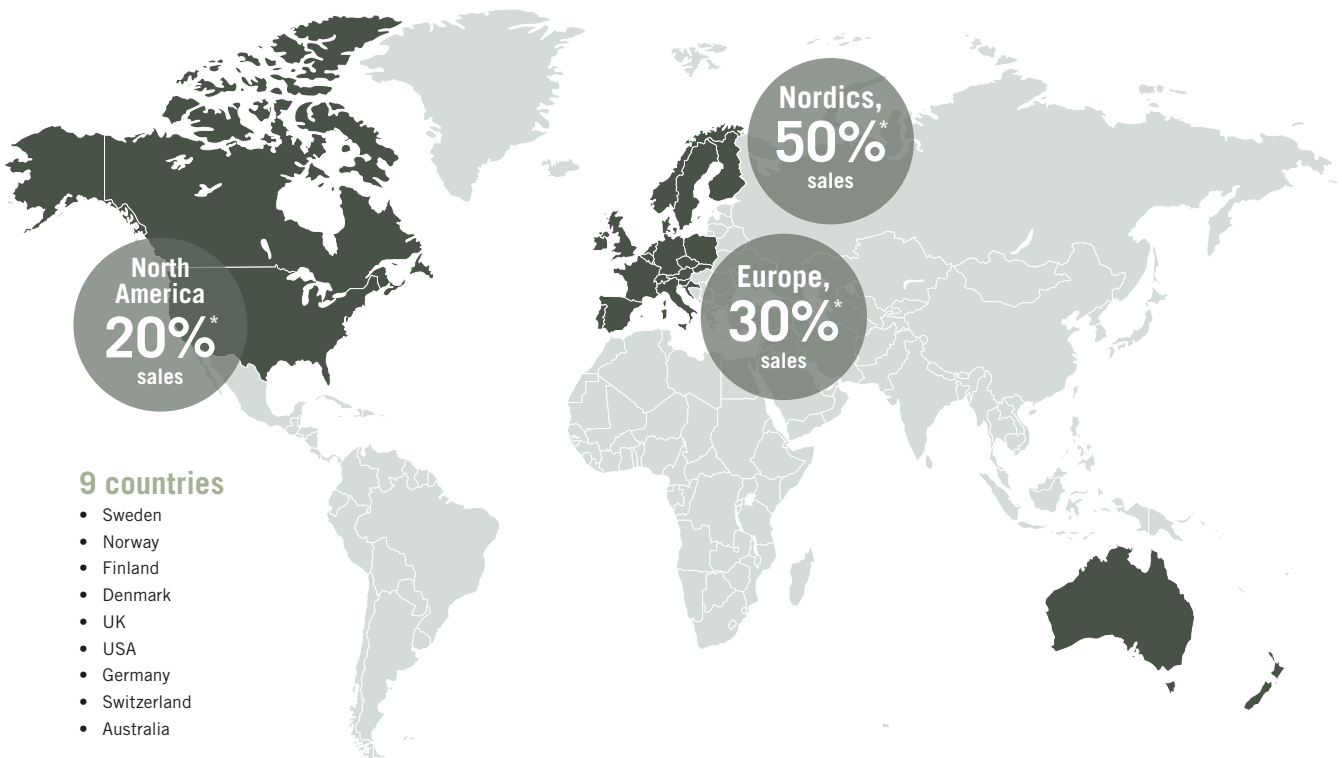 Nordics,
50%*
sales
North
America
20%*
sales
Europe,
30%*
sales
9 countries
• Sweden
• Norway
• Finland
• Denmark
• UK
• USA
• Germany
• Switzerland
• Australia